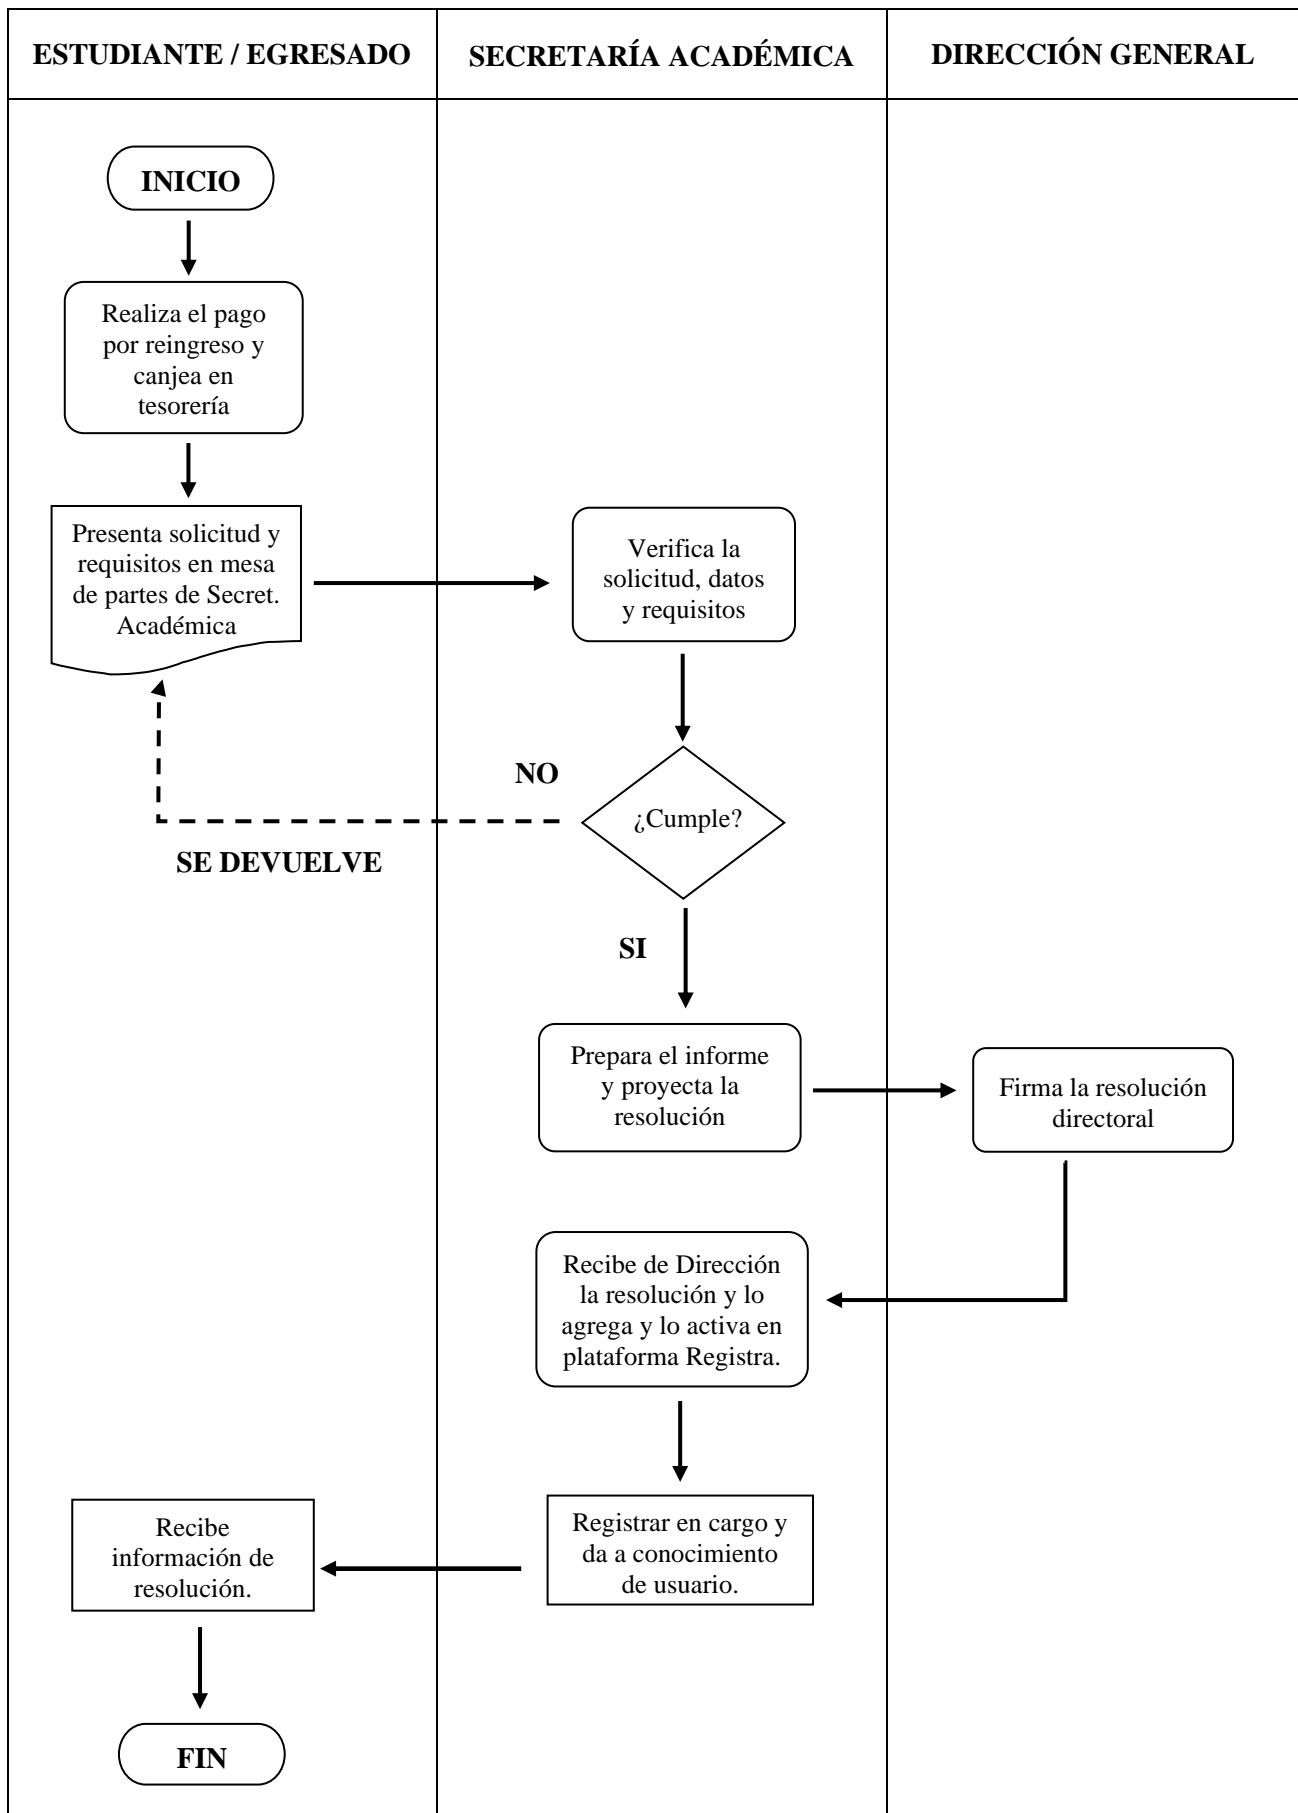 ESTUDIANTE / EGRESADO
SECRETARÍA ACADÉMICA
DIRECCIÓN GENERAL
INICIO
Realiza el pago
por reingreso y
canjea en
tesorería
Presenta solicitud y
requisitos en mesa
de partes de Secret.
Académica
Verifica la
solicitud, datos
y requisitos
NO
¿Cumple?
SE DEVUELVE
SI
Prepara el informe
y proyecta la
resolución
Firma la resolución
directoral
Recibe de Dirección
la resolución y lo
agrega y lo activa en
plataforma Registra.
Registrar en cargo y
da a conocimiento
de usuario.
Recibe
información de
resolución.
FIN